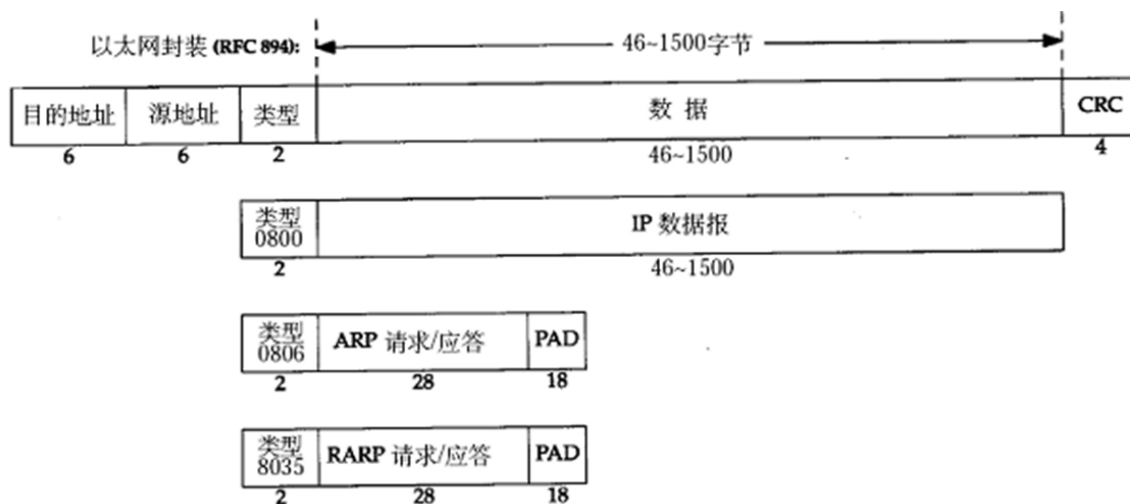 以太网封装 (RFC 894): 46~1500字节
目的地址 源地址 类型 数 据 CRC
6 6 2 46~1500 4
类型 0800 IP 数据报
2 46~1500
类型 0806 ARP 请求/应答 PAD
2 28 18
类型 8035 RARP 请求/应答 PAD
2 28 18